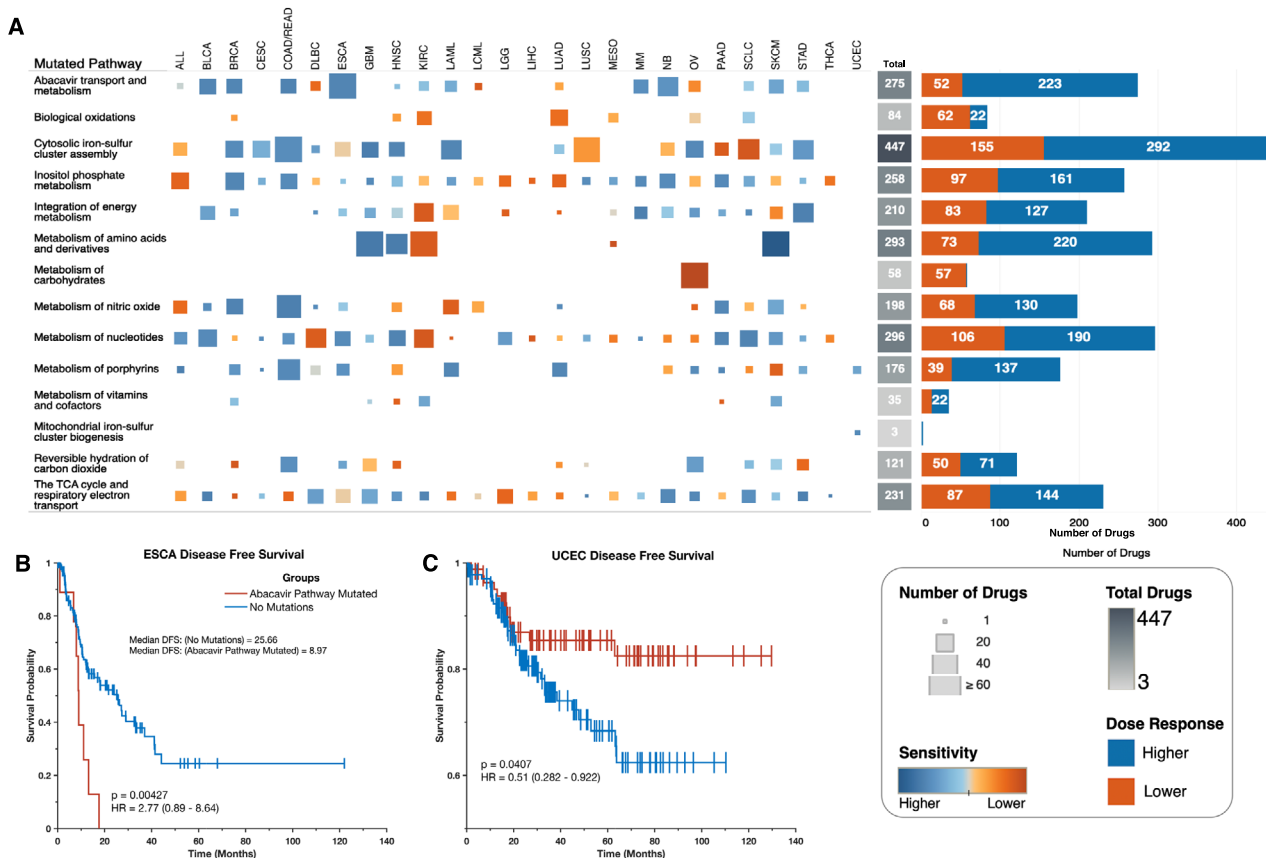 A
Mutated Pathway
ALL
BLCA
BRCA
CESC
COAD/READ
DLBC
ESCA
GBM
HNSC
KIRC
LAML
LCML
LGG
LIHC
LUAD
LUSC
MESO
MM
NB
OV
PAAD
SCLC
SKCM
STAD
THCA
UCEC
Total
Abacavir transport and
metabolism
275
52
223
Biological oxidations
84
62
22
Cytosolic iron-sulfur
cluster assembly
447
155
292
Inositol phosphate
metabolism
258
97
161
Integration of energy
metabolism
210
83
127
Metabolism of amino acids
and derivatives
293
73
220
Metabolism of
carbohydrates
58
57
Metabolism of nitric oxide
198
68
130
Metabolism of nucleotides
296
106
190
Metabolism of porphyrins
176
39
137
Metabolism of vitamins
and cofactors
35
22
Mitochondrial iron-sulfur
cluster biogenesis
3
Reversible hydration of
carbon dioxide
121
50
71
The TCA cycle and
respiratory electron
transport
231
87
144
0
100
200
300
400
Number of Drugs
Number of Drugs
B
ESCA Disease Free Survival
Groups
Abacavir Pathway Mutated
No Mutations
Median DFS: (No Mutations) = 25.66
Median DFS: (Abacavir Pathway Mutated) = 8.97
p = 0.00427
HR = 2.77 (0.89 - 8.64)
Survival Probability
1
0.8
0.6
0.4
0.2
0
0
20
40
60
80
100
120
140
Time (Months)
C
UCEC Disease Free Survival
p = 0.0407
HR = 0.51 (0.282 - 0.922)
Survival Probability
1
0.8
0.6
0
20
40
60
80
100
120
140
Time (Months)
Number of Drugs
1
20
40
≥ 60
Total Drugs
447
3
Sensitivity
Higher
Lower
Dose Response
Higher
Lower